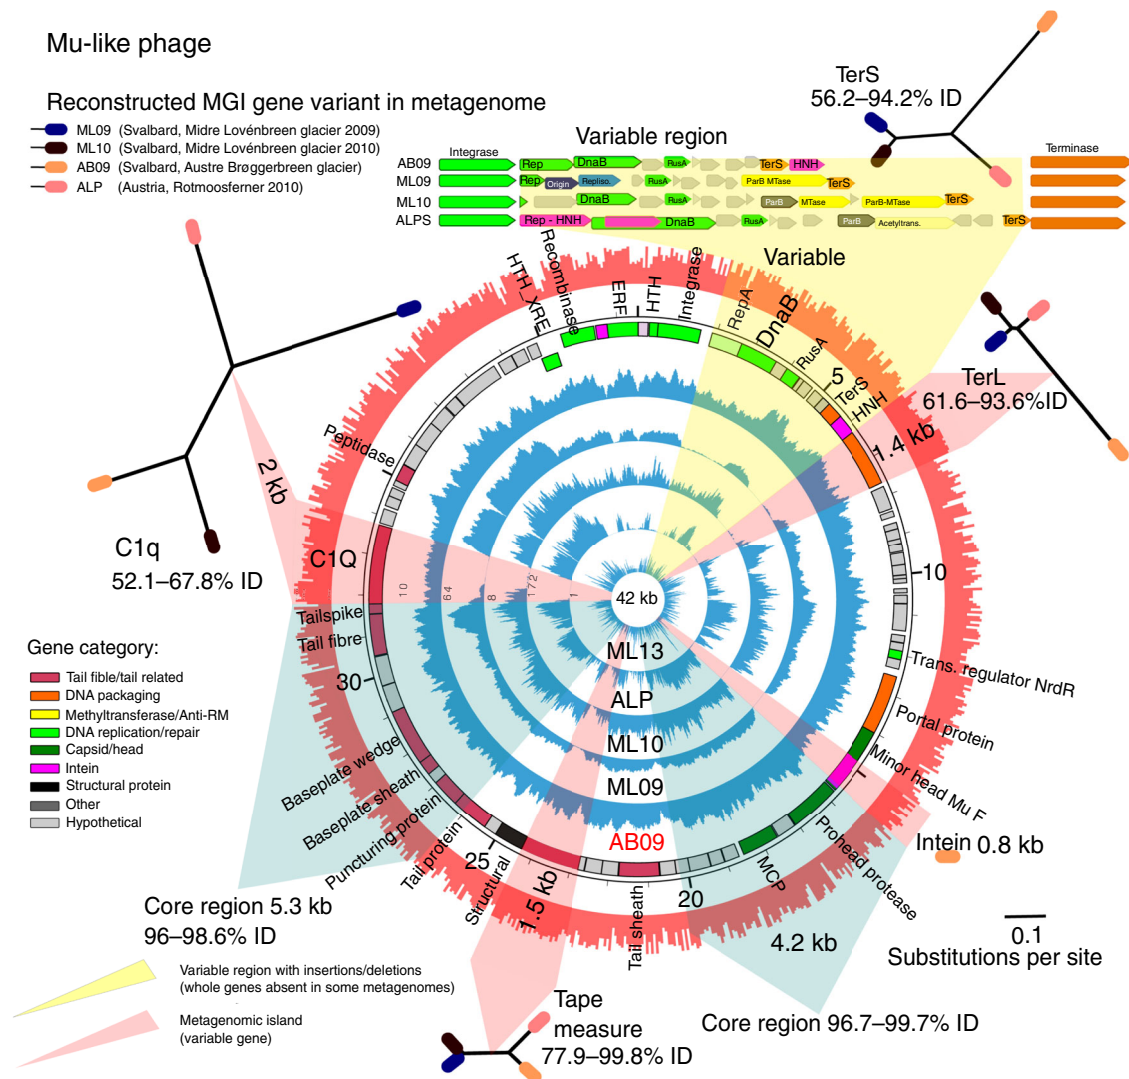 Mu-like phage
Reconstructed MGI gene variant in metagenome
ML09 (Svalbard, Midre Lovénbreen glacier 2009)
ML10 (Svalbard, Midre Lovénbreen glacier 2010)
AB09 (Svalbard, Austre Brøggerbreen glacier)
ALP (Austria, Rotmoosferner 2010)
TerS
56.2–94.2% ID
Variable region
Integrase
Terminase
AB09
Rep
DnaB
RusA
TerS
HNH
ML09
Rep
Origin
Repliso.
RusA
ParB MTase
TerS
ML10
DnaB
RusA
ParB
MTase
ParB-MTase
TerS
ALPS
Rep - HNH
DnaB
RusA
ParB
Acetyltrans.
TerS
Variable
HTH_XRE
Recombinase
ERF
HTH
Integrase
RepA
DnaB
RusA
5
TerS
HNH
1.4 kb
TerL
61.6–93.6%ID
Peptidase
2 kb
C1q
52.1–67.8% ID
C1Q
10
64
8
172
1
42 kb
10
Tailspike
Tail fibre
30
ML13
ALP
ML10
ML09
AB09
Trans. regulator NrdR
Portal protein
Minor head Mu F
Intein 0.8 kb
Prohead protease
MCP
20
4.2 kb
Tail sheath
1.5 kb
Structural
25
Tail protein
Puncturing protein
Baseplate sheath
Baseplate wedge
Gene category:
Tail fible/tail related
DNA packaging
Methyltransferase/Anti-RM
DNA replication/repair
Capsid/head
Intein
Structural protein
Other
Hypothetical
Core region 5.3 kb
96–98.6% ID
Variable region with insertions/deletions
(whole genes absent in some metagenomes)
Metagenomic island
(variable gene)
Tape
measure
77.9–99.8% ID
Core region 96.7–99.7% ID
0.1
Substitutions per site